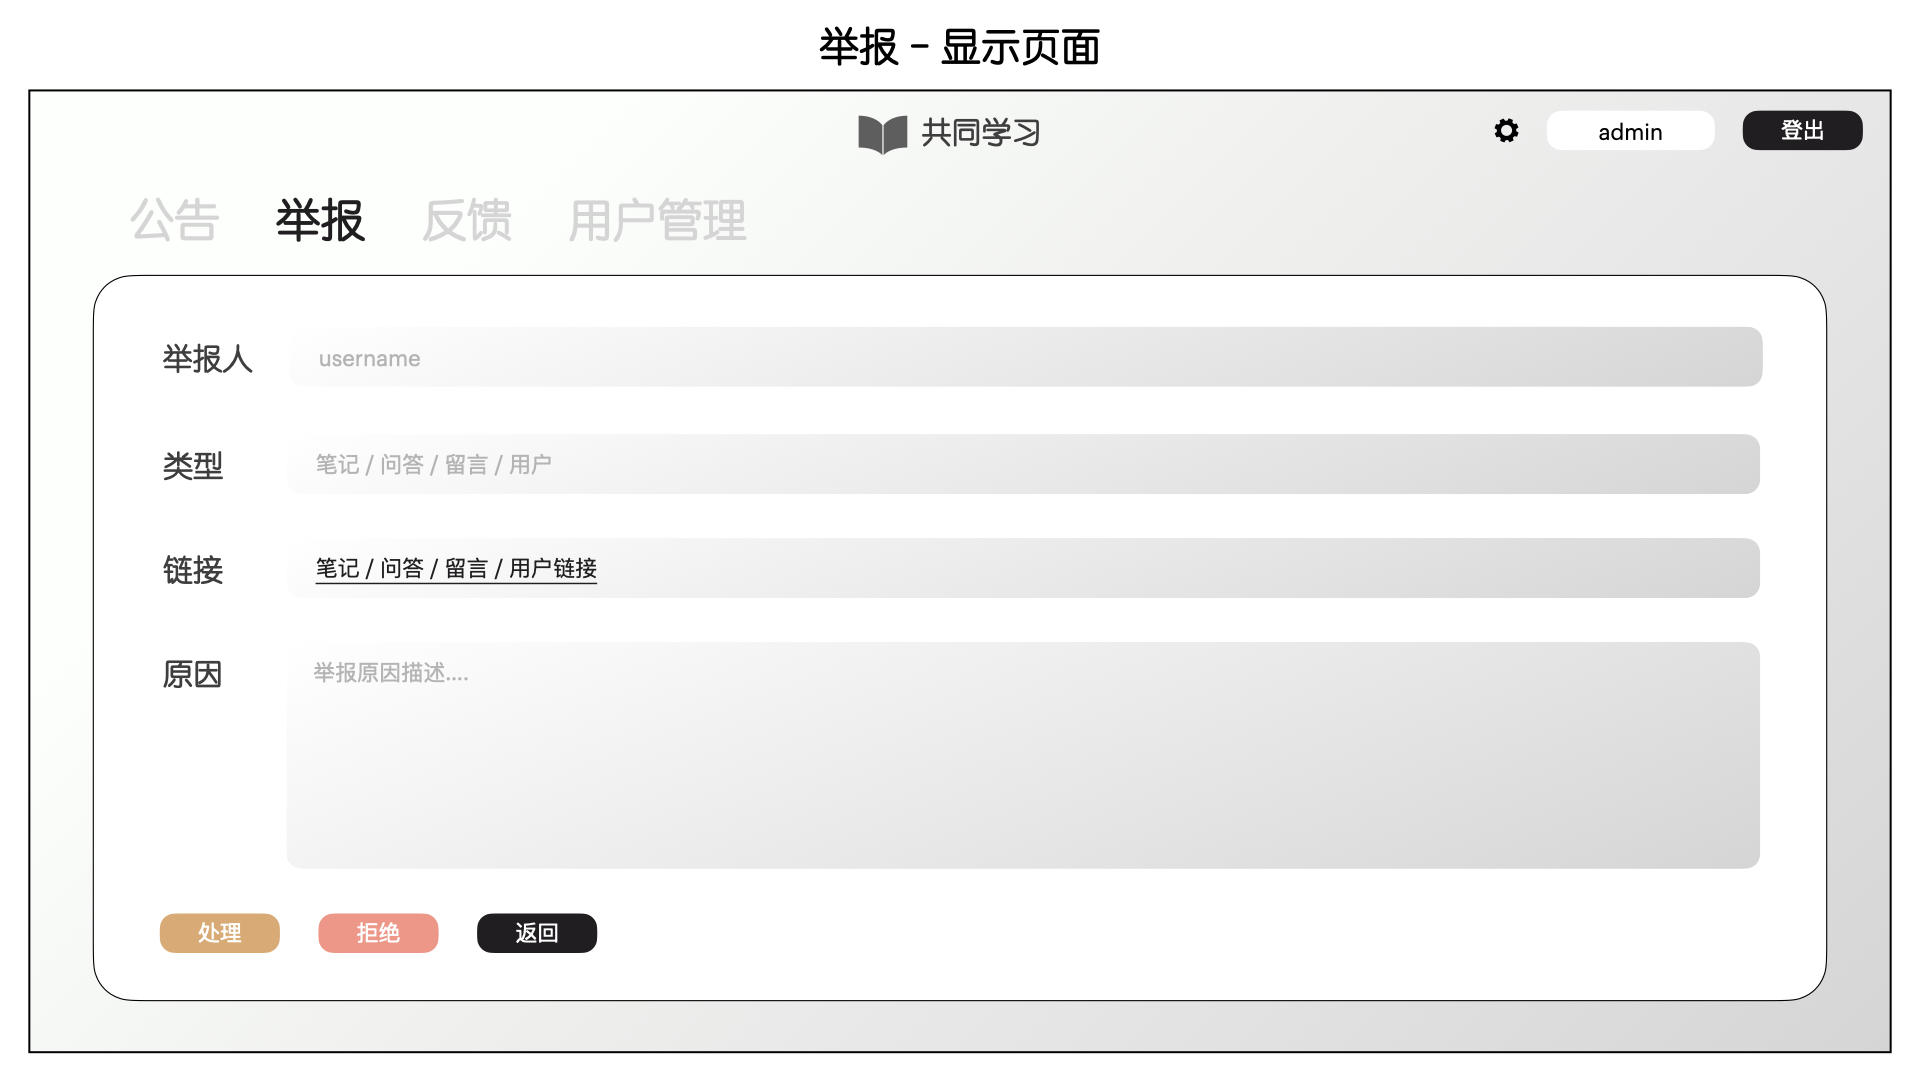 举报 - 显示页面
共同学习
admin
登出
公告 举报 反馈 用户管理
举报人
username
类型
笔记 / 问答 / 留言 / 用户
链接
笔记 / 问答 / 留言 / 用户链接
原因
举报原因描述....
处理 拒绝 返回